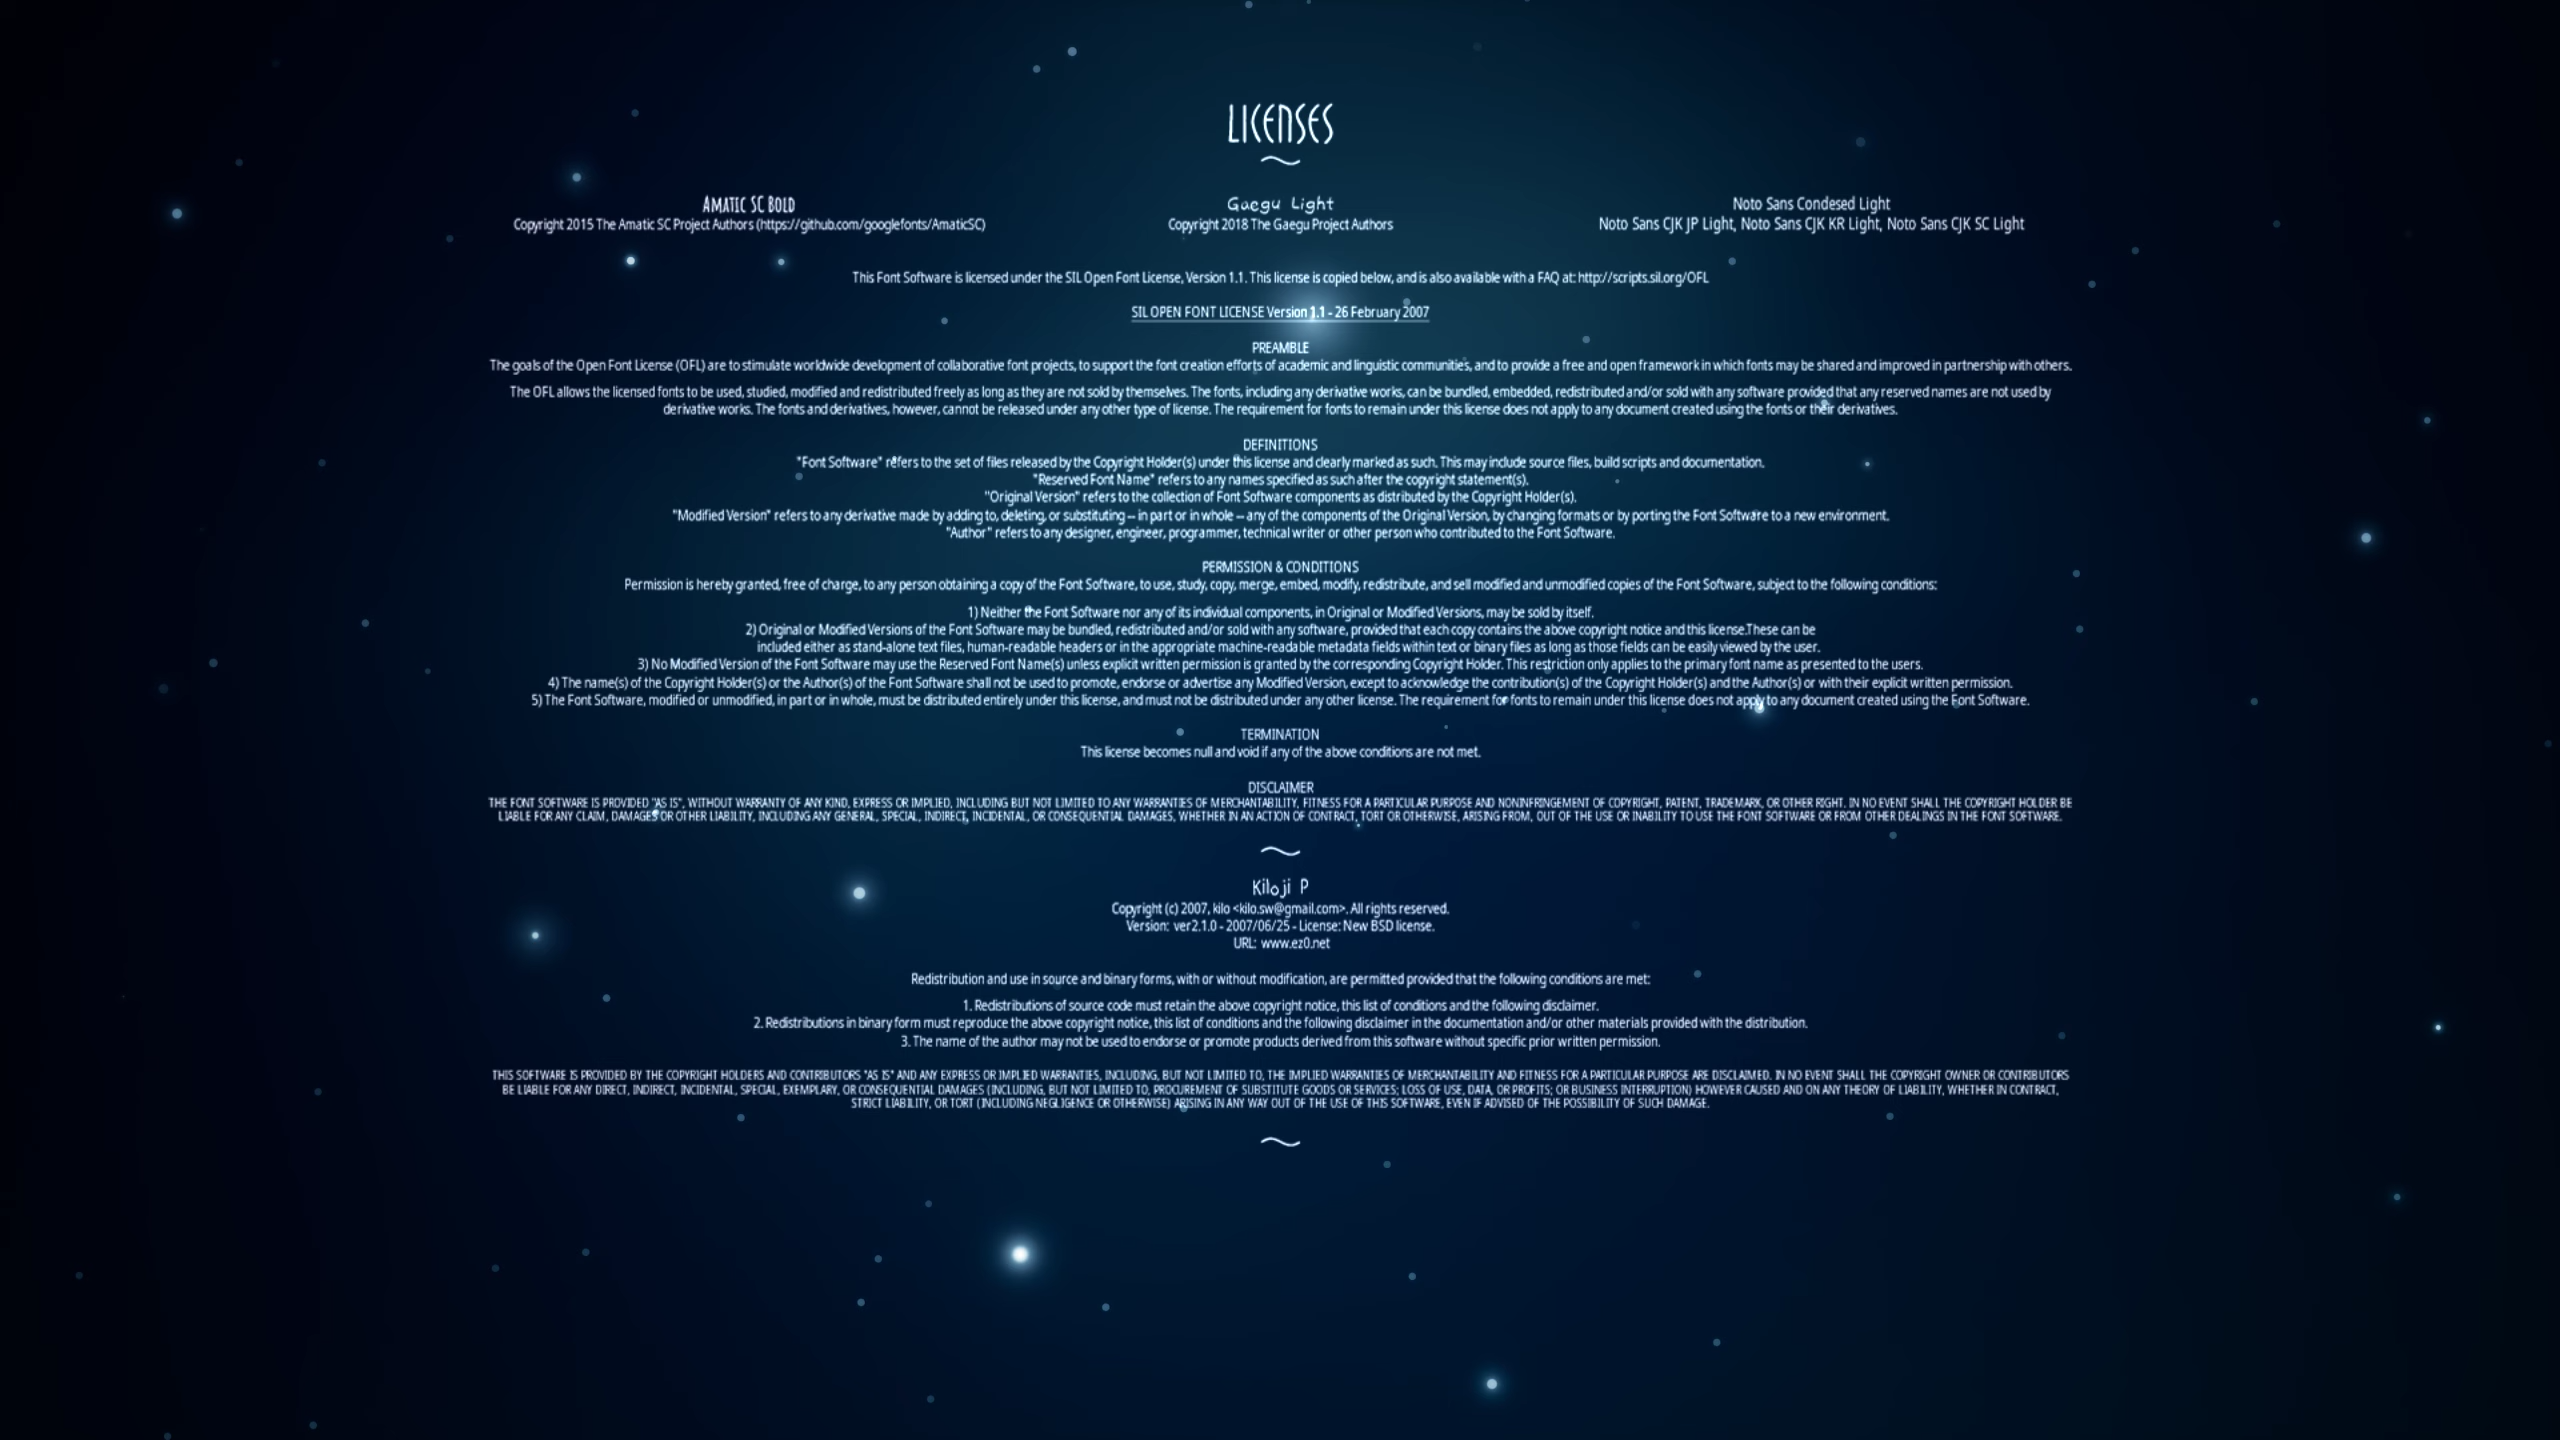 LICENSES
AMATIC SC BOLD
Copyright 2015 The Amatic SC Project Authors (https://github.com/googlefonts/AmaticSC)
Gaegu Light
Copyright 2018 The Gaegu Project Authors
Noto Sans Condesed Light
Noto Sans CJK JP Light, Noto Sans CJK KR Light, Noto Sans CJK SC Light
This Font Software is licensed under the SIL Open Font License, Version 1.1. This license is copied below, and is also available with a FAQ at: http://scripts.sil.org/OFL
SIL OPEN FONT LICENSE Version 1.1 - 26 February 2007
PREAMBLE
The goals of the Open Font License (OFL) are to stimulate worldwide development of collaborative font projects, to support the font creation efforts of academic and linguistic communities, and to provide a free and open framework in which fonts may be shared and improved in partnership with others.
The OFL allows the licensed fonts to be used, studied, modified and redistributed freely as long as they are not sold by themselves. The fonts, including any derivative works, can be bundled, embedded, redistributed and/or sold with any software provided that any reserved names are not used by
derivative works. The fonts and derivatives, however, cannot be released under any other type of license. The requirement for fonts to remain under this license does not apply to any document created using the fonts or their derivatives.
DEFINITIONS
"Font Software" refers to the set of files released by the Copyright Holder(s) under this license and clearly marked as such. This may include source files, build scripts and documentation.
"Reserved Font Name" refers to any names specified as such after the copyright statement(s).
"Original Version" refers to the collection of Font Software components as distributed by the Copyright Holder(s).
"Modified Version" refers to any derivative made by adding to, deleting, or substituting -- in part or in whole -- any of the components of the Original Version, by changing formats or by porting the Font Software to a new environment.
"Author" refers to any designer, engineer, programmer, technical writer or other person who contributed to the Font Software.
PERMISSION & CONDITIONS
Permission is hereby granted, free of charge, to any person obtaining a copy of the Font Software, to use, study, copy, merge, embed, modify, redistribute, and sell modified and unmodified copies of the Font Software, subject to the following conditions:
1) Neither the Font Software nor any of its individual components, in Original or Modified Versions, may be sold by itself.
2) Original or Modified Versions of the Font Software may be bundled, redistributed and/or sold with any software, provided that each copy contains the above copyright notice and this license.These can be
included either as stand-alone text files, human-readable headers or in the appropriate machine-readable metadata fields within text or binary files as long as those fields can be easily viewed by the user.
3) No Modified Version of the Font Software may use the Reserved Font Name(s) unless explicit written permission is granted by the corresponding Copyright Holder. This restriction only applies to the primary font name as presented to the users.
4) The name(s) of the Copyright Holder(s) or the Author(s) of the Font Software shall not be used to promote, endorse or advertise any Modified Version, except to acknowledge the contribution(s) of the Copyright Holder(s) and the Author(s) or with their explicit written permission.
5) The Font Software, modified or unmodified, in part or in whole, must be distributed entirely under this license, and must not be distributed under any other license. The requirement for fonts to remain under this license does not apply to any document created using the Font Software.
TERMINATION
This license becomes null and void if any of the above conditions are not met.
DISCLAIMER
THE FONT SOFTWARE IS PROVIDED "AS IS", WITHOUT WARRANTY OF ANY KIND, EXPRESS OR IMPLIED, INCLUDING BUT NOT LIMITED TO ANY WARRANTIES OF MERCHANTABILITY, FITNESS FOR A PARTICULAR PURPOSE AND NONINFRINGEMENT OF COPYRIGHT, PATENT, TRADEMARK, OR OTHER RIGHT. IN NO EVENT SHALL THE COPYRIGHT HOLDER BE
LIABLE FOR ANY CLAIM, DAMAGES OR OTHER LIABILITY, INCLUDING ANY GENERAL, SPECIAL, INDIRECT, INCIDENTAL, OR CONSEQUENTIAL DAMAGES, WHETHER IN AN ACTION OF CONTRACT, TORT OR OTHERWISE, ARISING FROM, OUT OF THE USE OR INABILITY TO USE THE FONT SOFTWARE OR FROM OTHER DEALINGS IN THE FONT SOFTWARE.
Kiloji P
Copyright (c) 2007, kilo <kilo.sw@gmail.com>. All rights reserved.
Version: ver2.1.0 - 2007/06/25 - License: New BSD license.
URL: www.ez0.net
Redistribution and use in source and binary forms, with or without modification, are permitted provided that the following conditions are met:
1. Redistributions of source code must retain the above copyright notice, this list of conditions and the following disclaimer.
2. Redistributions in binary form must reproduce the above copyright notice, this list of conditions and the following disclaimer in the documentation and/or other materials provided with the distribution.
3. The name of the author may not be used to endorse or promote products derived from this software without specific prior written permission.
THIS SOFTWARE IS PROVIDED BY THE COPYRIGHT HOLDERS AND CONTRIBUTORS "AS IS" AND ANY EXPRESS OR IMPLIED WARRANTIES, INCLUDING, BUT NOT LIMITED TO, THE IMPLIED WARRANTIES OF MERCHANTABILITY AND FITNESS FOR A PARTICULAR PURPOSE ARE DISCLAIMED. IN NO EVENT SHALL THE COPYRIGHT OWNER OR CONTRIBUTORS
BE LIABLE FOR ANY DIRECT, INDIRECT, INCIDENTAL, SPECIAL, EXEMPLARY, OR CONSEQUENTIAL DAMAGES (INCLUDING, BUT NOT LIMITED TO, PROCUREMENT OF SUBSTITUTE GOODS OR SERVICES; LOSS OF USE, DATA, OR PROFITS; OR BUSINESS INTERRUPTION) HOWEVER CAUSED AND ON ANY THEORY OF LIABILITY, WHETHER IN CONTRACT,
STRICT LIABILITY, OR TORT (INCLUDING NEGLIGENCE OR OTHERWISE) ARISING IN ANY WAY OUT OF THE USE OF THIS SOFTWARE, EVEN IF ADVISED OF THE POSSIBILITY OF SUCH DAMAGE.